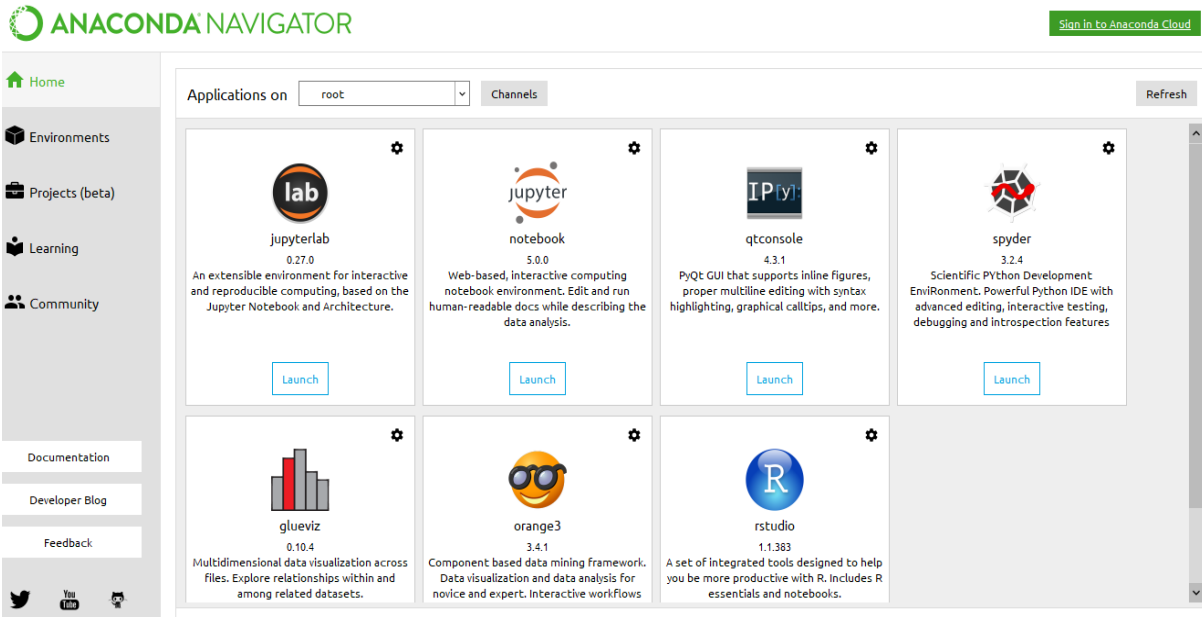 ANACONDA NAVIGATOR
Sign in to Anaconda Cloud
Home
Environments
Projects (beta)
Learning
Community
Documentation
Developer Blog
Feedback
You
Tube
Applications on root Channels Refresh
lab
jupyterlab
0.27.0
An extensible environment for interactive
and reproducible computing, based on the
Jupyter Notebook and Architecture.
Launch
jupyter
notebook
5.0.0
Web-based, interactive computing
notebook environment. Edit and run
human-readable docs while describing the
data analysis.
Launch
IP[y]:
qtconsole
4.3.1
PyQt GUI that supports inline figures,
proper multiline editing with syntax
highlighting, graphical calltips, and more.
Launch
spyder
3.2.4
Scientific PYthon Development
EnviRonment. Powerful Python IDE with
advanced editing, interactive testing,
debugging and introspection features
Launch
glueviz
0.10.4
Multidimensional data visualization across
files. Explore relationships within and
among related datasets.
orange3
3.4.1
Component based data mining framework.
Data visualization and data analysis for
novice and expert. Interactive workflows
R
rstudio
1.1.383
A set of integrated tools designed to help
you be more productive with R. Includes R
essentials and notebooks.